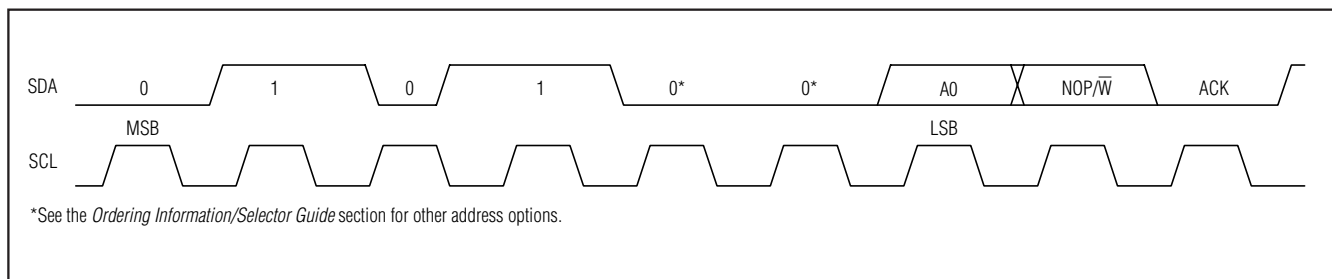 SDA 0 1 0 1 0* 0* A0 NOP/W̅ ACK
MSB LSB
SCL
*See the Ordering Information/Selector Guide section for other address options.